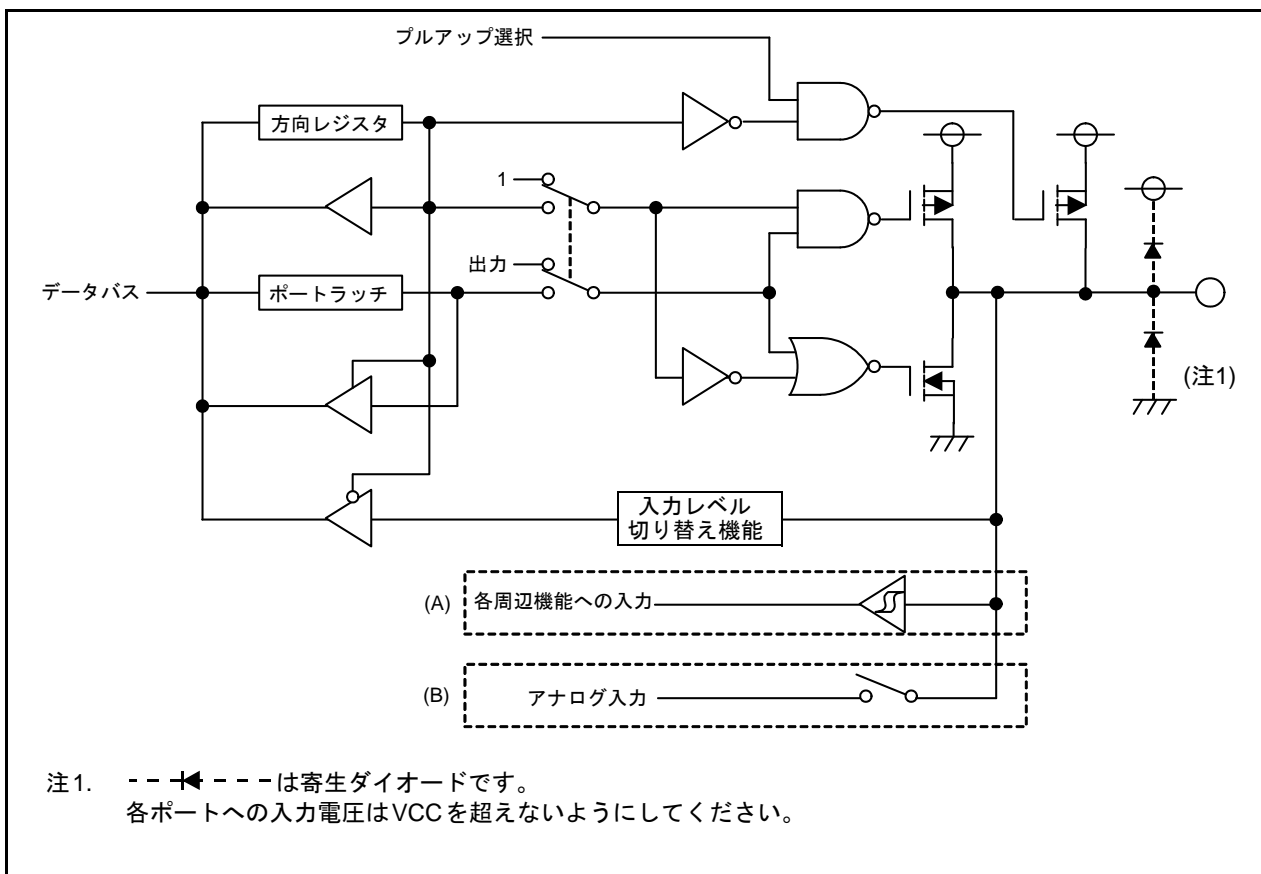 プルアップ選択
方向レジスタ
1
出力
データバス
ポートラッチ
(注1)
入力レベル
切り替え機能
(A) 各周辺機能への入力
(B) アナログ入力
注1. は寄生ダイオードです。
各ポートへの入力電圧はVCCを超えないようにしてください。